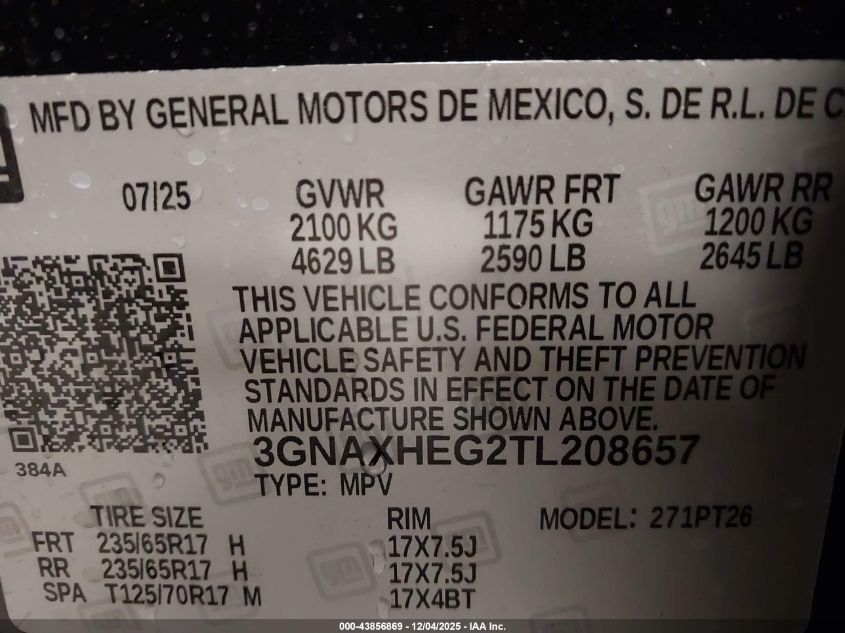 MFD BY GENERAL MOTORS DE MEXICO, S. DE R.L. DE C
07/25 GVWR GAWR FRT GAWR RR
2100 KG 1175 KG 1200 KG
4629 LB 2590 LB 2645 LB
THIS VEHICLE CONFORMS TO ALL
APPLICABLE U.S. FEDERAL MOTOR
VEHICLE SAFETY AND THEFT PREVENTION
STANDARDS IN EFFECT ON THE DATE OF
MANUFACTURE SHOWN ABOVE.
3GNAXHEG2TL208657
384A
TYPE: MPV
TIRE SIZE RIM MODEL: 271PT26
FRT 235/65R17 H 17X7.5J
RR 235/65R17 H 17X7.5J
SPA T125/70R17 M 17X4BT
000-43856869 - 12/04/2025 - IAA Inc.